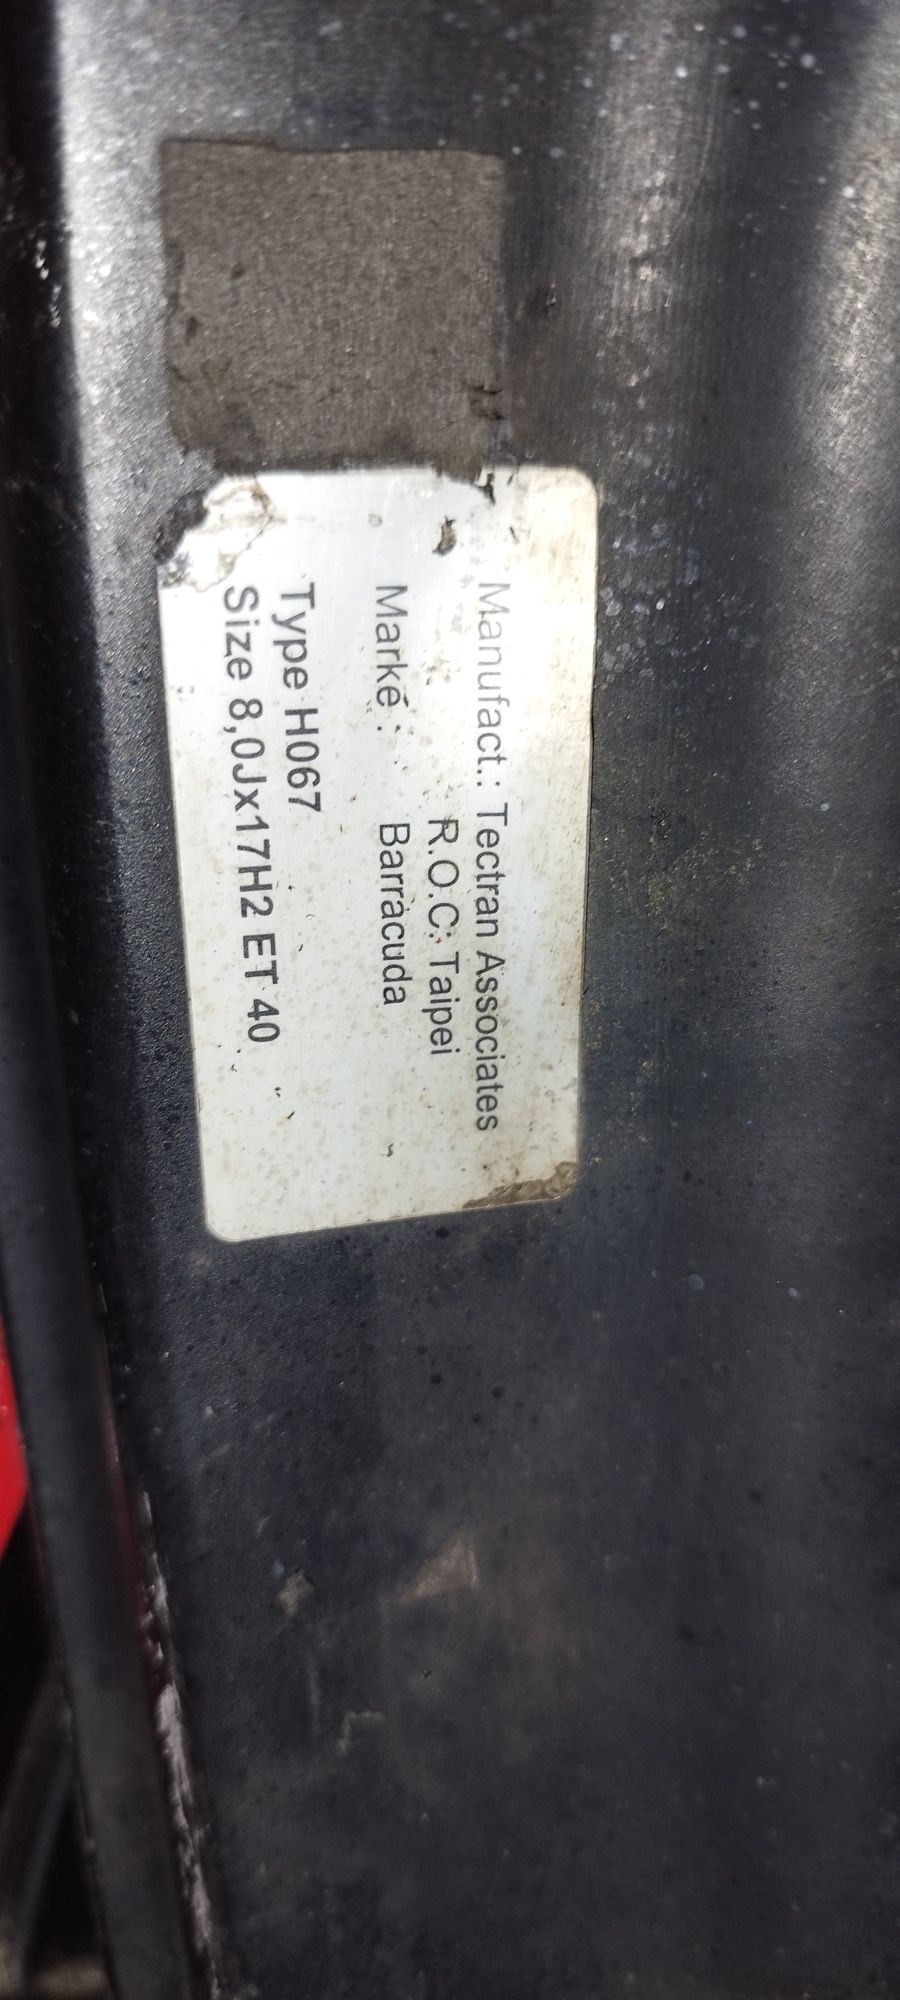 Manufact.: Tectran Associates
R.O.C. Taipei
Marke : Barracuda
Type H067
Size 8,0Jx17H2 ET 40